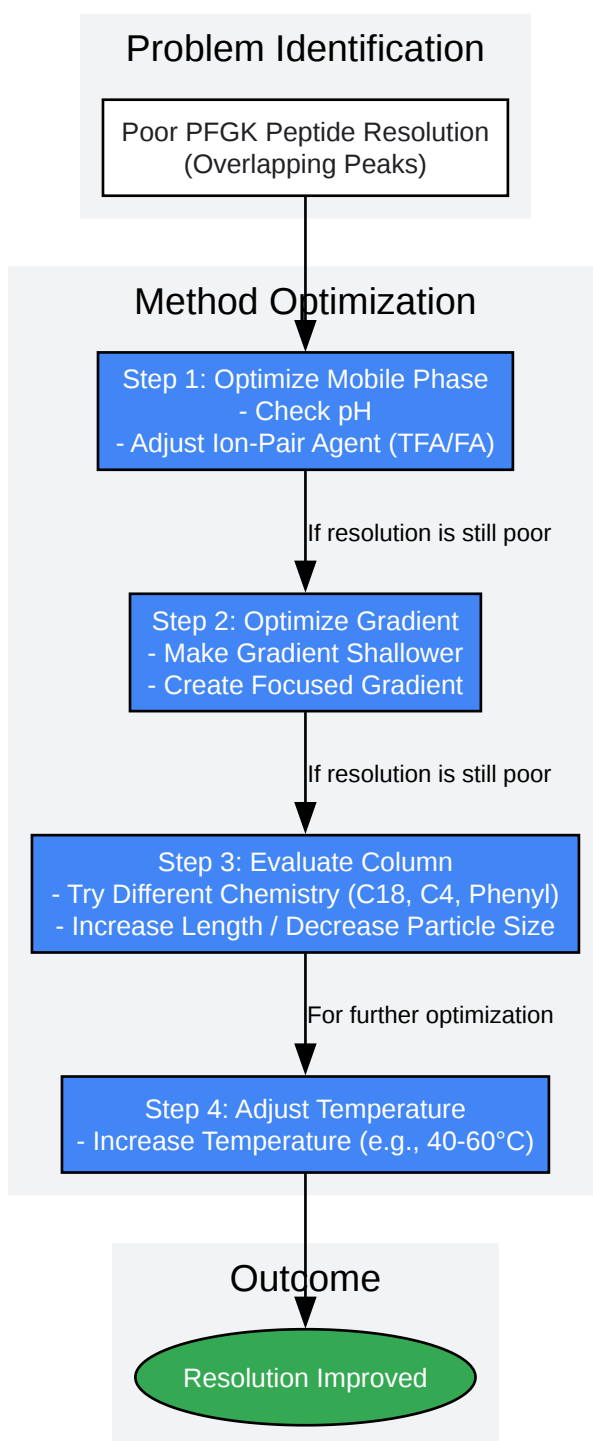 Problem Identification
Poor PFGK Peptide Resolution
(Overlapping Peaks)
Method Optimization
Step 1: Optimize Mobile Phase
- Check pH
- Adjust Ion-Pair Agent (TFA/FA)
If resolution is still poor
Step 2: Optimize Gradient
- Make Gradient Shallower
- Create Focused Gradient
If resolution is still poor
Step 3: Evaluate Column
- Try Different Chemistry (C18, C4, Phenyl)
- Increase Length / Decrease Particle Size
For further optimization
Step 4: Adjust Temperature
- Increase Temperature (e.g., 40-60°C)
Outcome
Resolution Improved